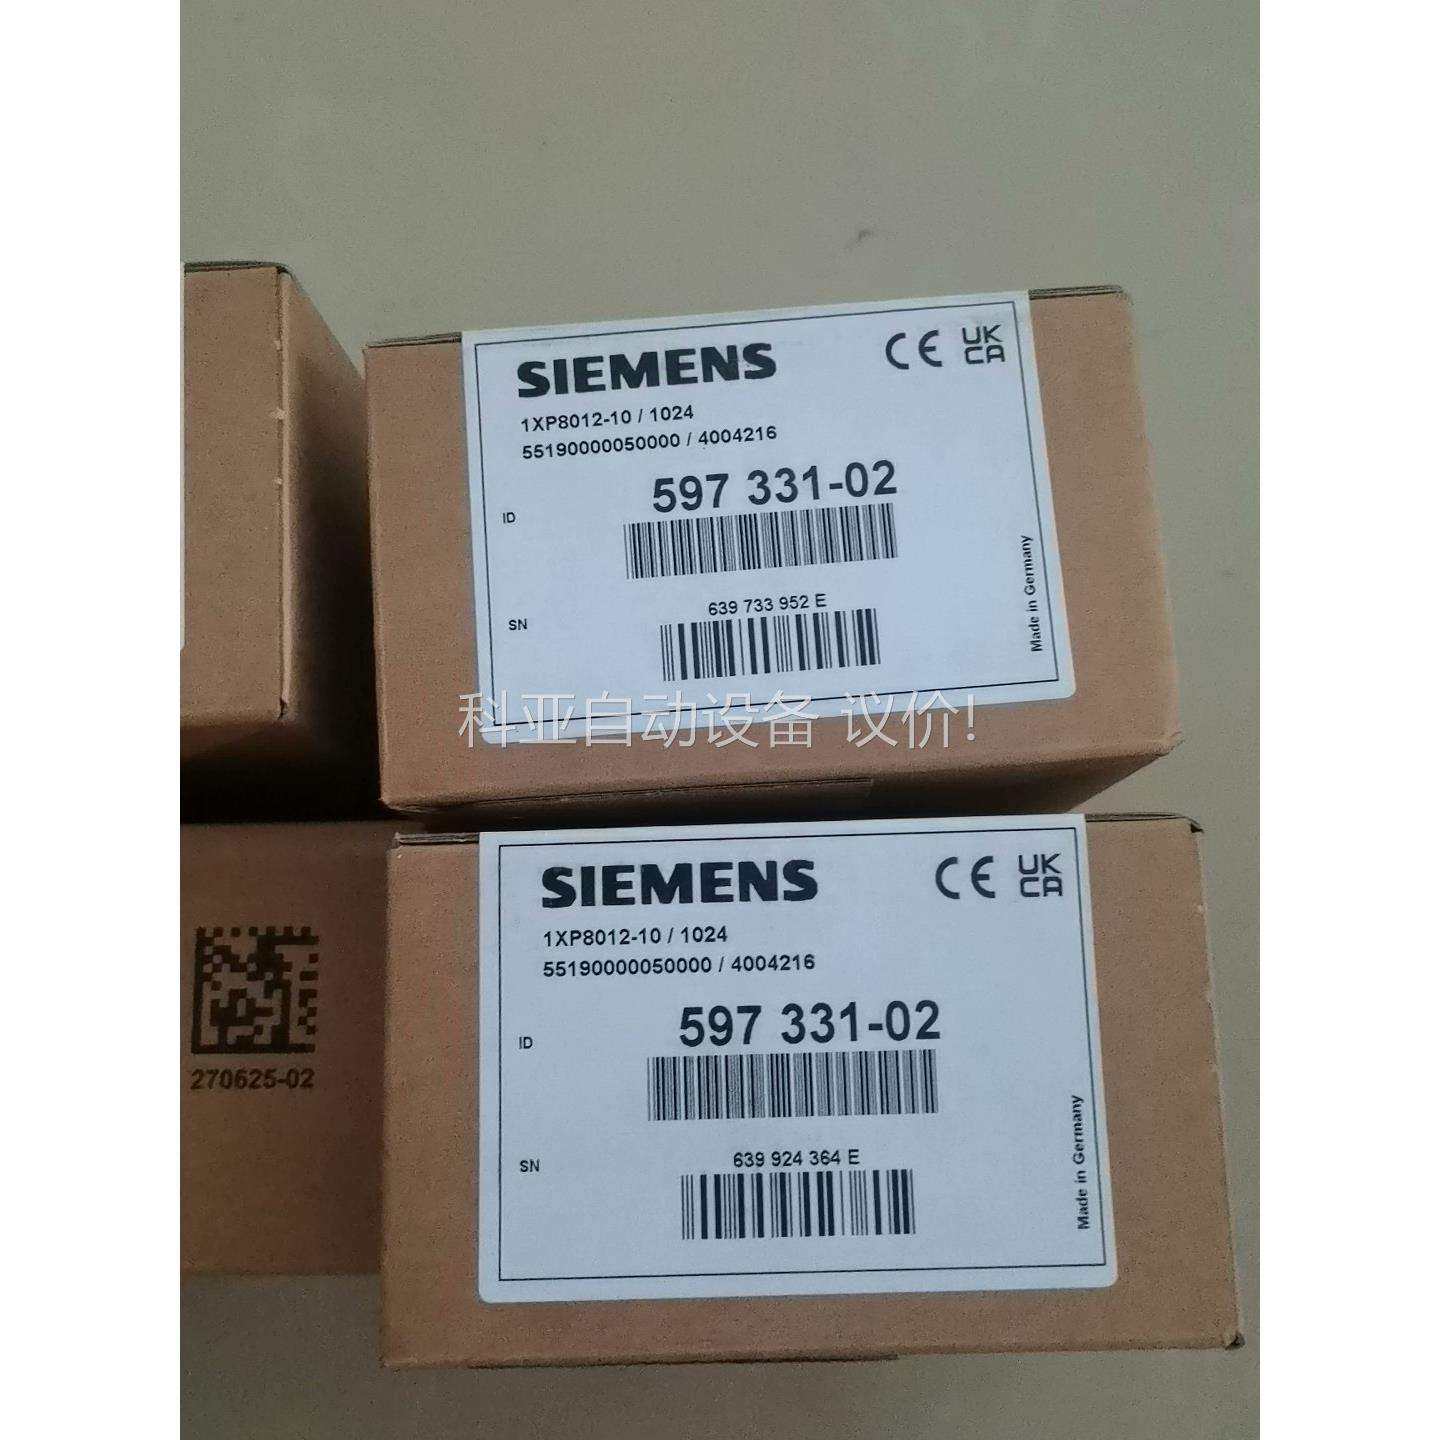 SIEMENS
CE UK CA
1XP8012-10 / 1024
55190000050000 / 4004216
ID
597 331-02
SN
639 733 952 E
Made in Germany
科亚自动设备 议价!
SIEMENS
CE UK CA
1XP8012-10 / 1024
55190000050000 / 4004216
ID
597 331-02
SN
639 924 364 E
Made in Germany
270625-02